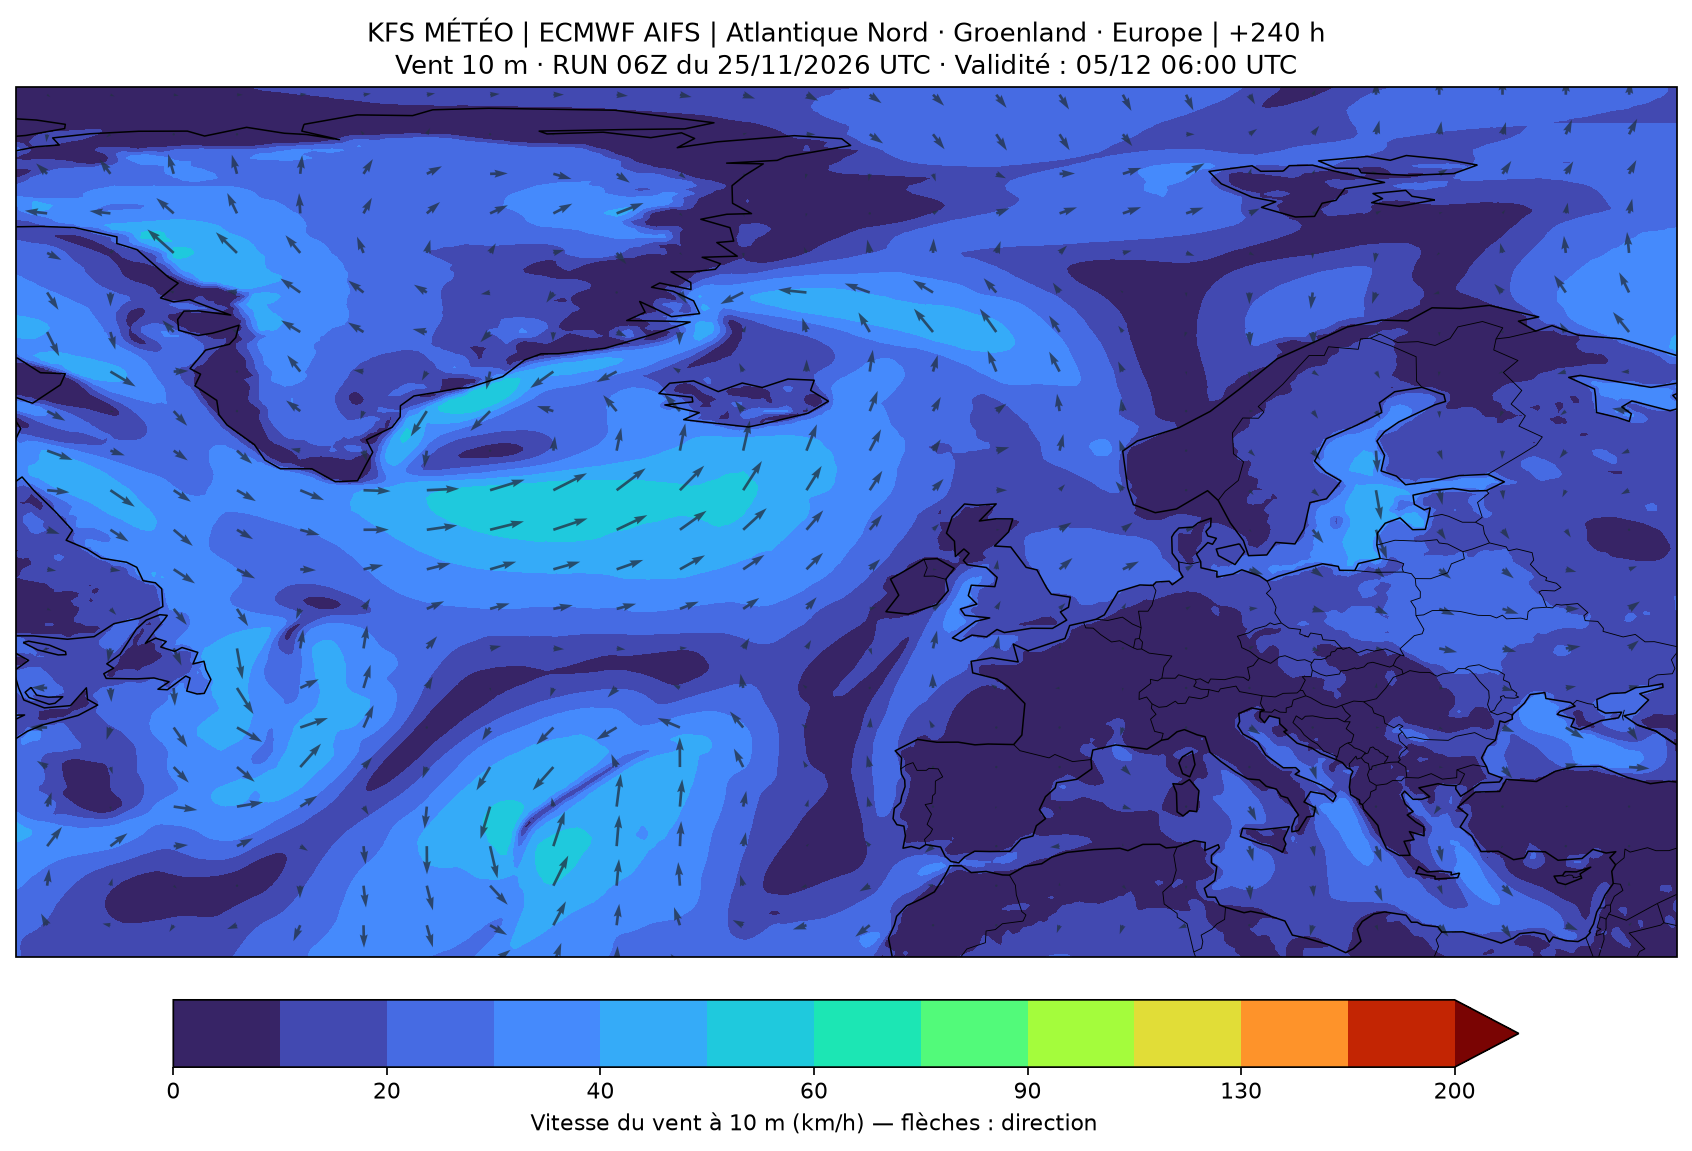 KFS MÉTÉO | ECMWF AIFS | Atlantique Nord · Groenland · Europe | +240 h
Vent 10 m · RUN 06Z du 25/11/2026 UTC · Validité : 05/12 06:00 UTC
0 20 40 60 90 130 200
Vitesse du vent à 10 m (km/h) — flèches : direction